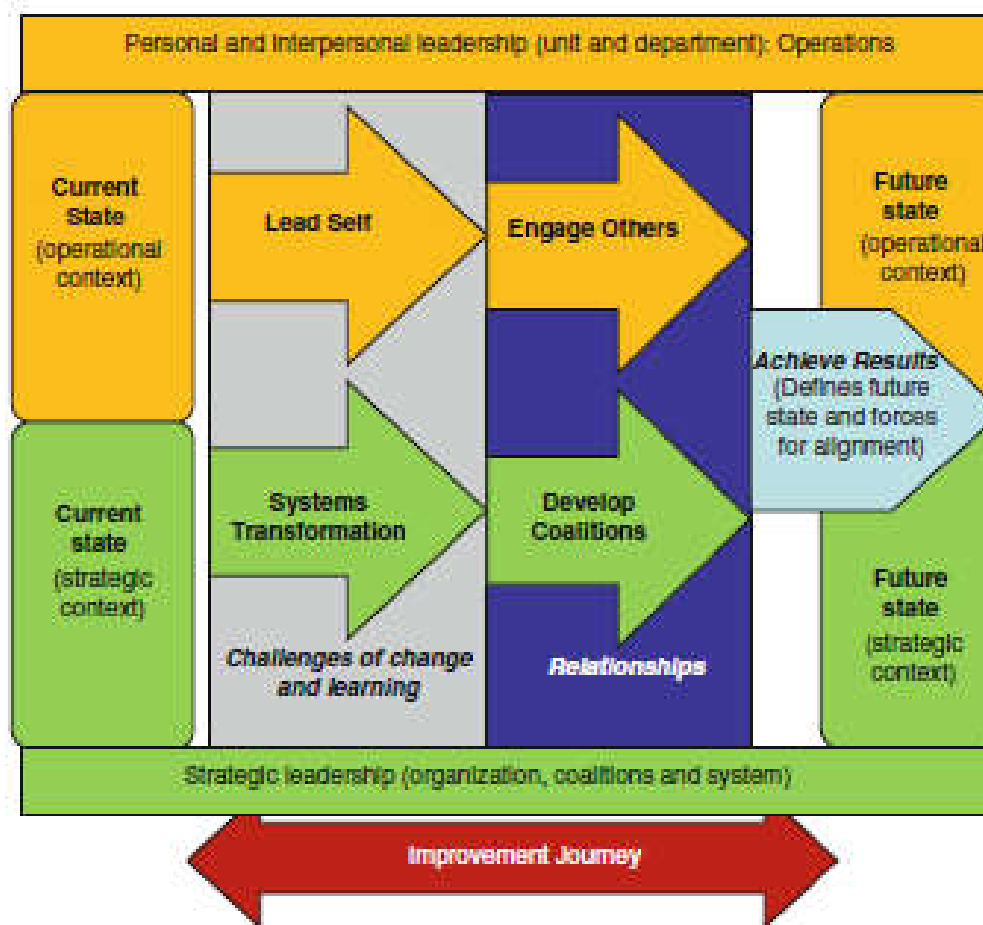 Personal and interpersonal leadership (unit and department): Operations
Current
State
(operational
context)
Lead Self
Engage Others
Future
state
(operational
context)
Achieve Results
(Defines future
state and forces
for alignment)
Current
state
(strategic
context)
Systems
Transformation
Develop
Coalitions
Future
state
(strategic
context)
Challenges of change
and learning
Relationships
Strategic leadership (organization, coalitions and system)
Improvement Journey